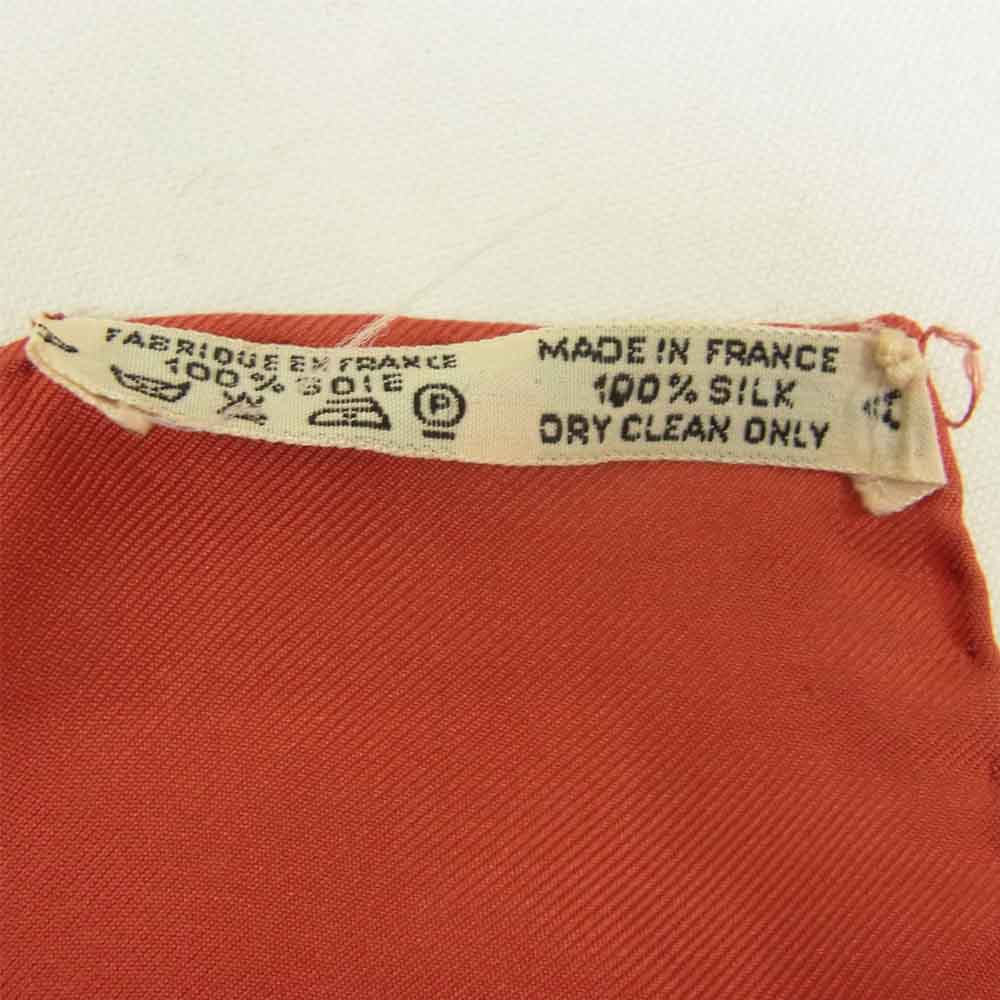 FABRIQUE EN FRANCE
100% SOIE
P
MADE IN FRANCE
100% SILK
DRY CLEAN ONLY